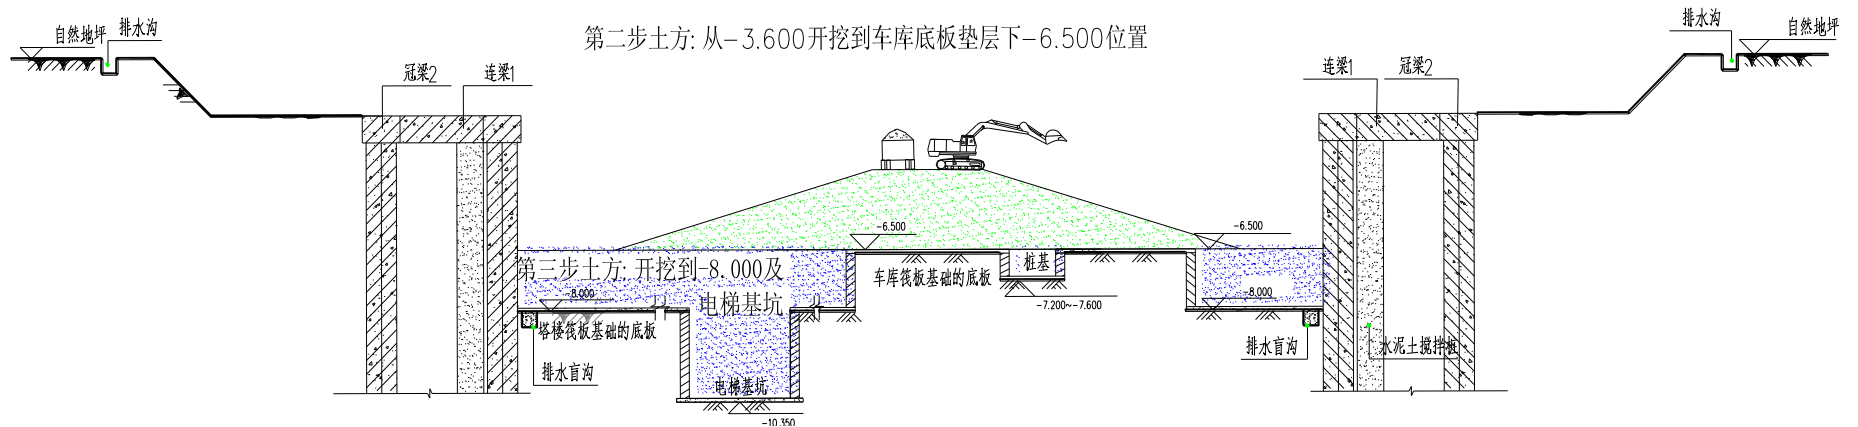 第二步土方: 从-3.600开挖到车库底板垫层下-6.500位置
自然地坪
排水沟
排水沟
自然地坪
冠梁2
连梁1
连梁1
冠梁2
-6.500
-6.500
第三步土方: 开挖到-8.000及
电梯基坑
桩基
车库筏板基础的底板
-8.000
-7.200~-7.600
-8.000
塔楼筏板基础的底板
排水盲沟
排水盲沟
水泥土搅拌桩
电梯基坑
-10.350